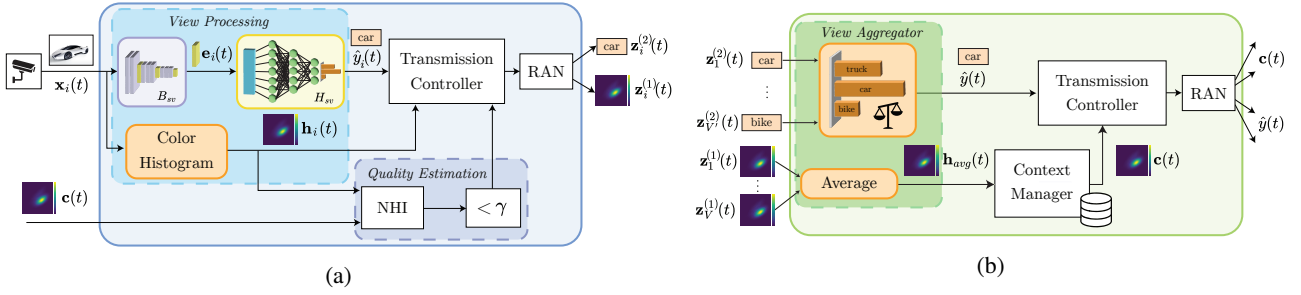 View Processing
x_i(t)
B_sv
e_i(t)
H_sv
car
ŷ_i(t)
Color
Histogram
h_i(t)
Transmission
Controller
RAN
car
z_i^(2)(t)
z_i^(1)(t)
c(t)
Quality Estimation
NHI
< γ
(a)
View Aggregator
z_1^(2)(t)
car
⋮
z_V^(2)(t)
bike
truck
car
bike
car
ŷ(t)
z_1^(1)(t)
⋮
z_V^(1)(t)
Average
h_avg(t)
Context
Manager
c(t)
Transmission
Controller
RAN
c(t)
ŷ(t)
(b)